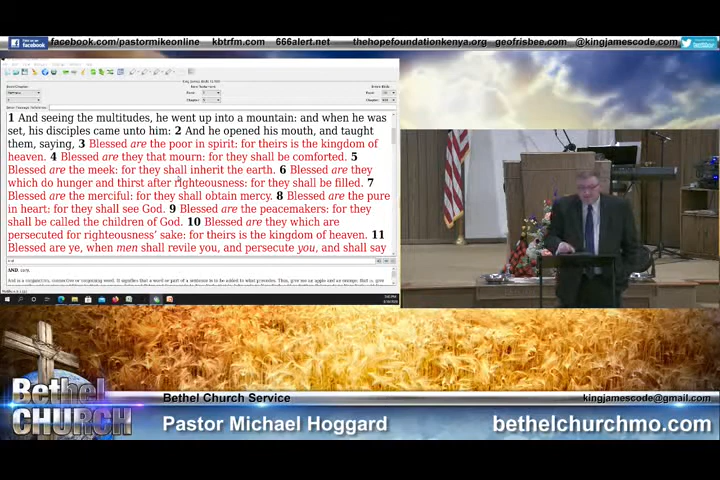 Find us on facebook facebook.com/pastormikeonline kbtrfm.com 666alert.net thehopefoundationkenya.org geofrisbee.com @kingjamescode.com twitter
1 And seeing the multitudes, he went up into a mountain: and when he was
set, his disciples came unto him: 2 And he opened his mouth, and taught
them, saying, 3 Blessed are the poor in spirit: for theirs is the kingdom of
heaven. 4 Blessed are they that mourn: for they shall be comforted. 5
Blessed are the meek: for they shall inherit the earth. 6 Blessed are they
which do hunger and thirst after righteousness: for they shall be filled. 7
Blessed are the merciful: for they shall obtain mercy. 8 Blessed are the pure
in heart: for they shall see God. 9 Blessed are the peacemakers: for they
shall be called the children of God. 10 Blessed are they which are
persecuted for righteousness' sake: for theirs is the kingdom of heaven. 11
Blessed are ye, when men shall revile you, and persecute you, and shall say
AND, conj.
Bethel
CHURCH
Bethel Church Service
kingjamescode@gmail.com
Pastor Michael Hoggard
bethelchurchmo.com